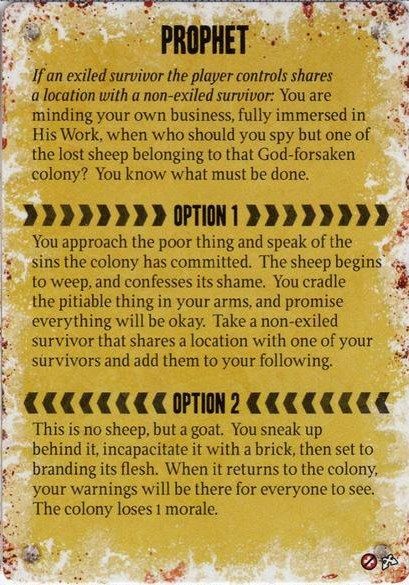 PROPHET
If an exiled survivor the player controls shares
a location with a non-exiled survivor: You are
minding your own business, fully immersed in
His Work, when who should you spy but one of
the lost sheep belonging to that God-forsaken
colony? You know what must be done.
OPTION 1
You approach the poor thing and speak of the
sins the colony has committed. The sheep begins
to weep, and confesses its shame. You cradle
the pitiable thing in your arms, and promise
everything will be okay. Take a non-exiled
survivor that shares a location with one of your
survivors and add them to your following.
OPTION 2
This is no sheep, but a goat. You sneak up
behind it, incapacitate it with a brick, then set to
branding its flesh. When it returns to the colony,
your warnings will be there for everyone to see.
The colony loses 1 morale.